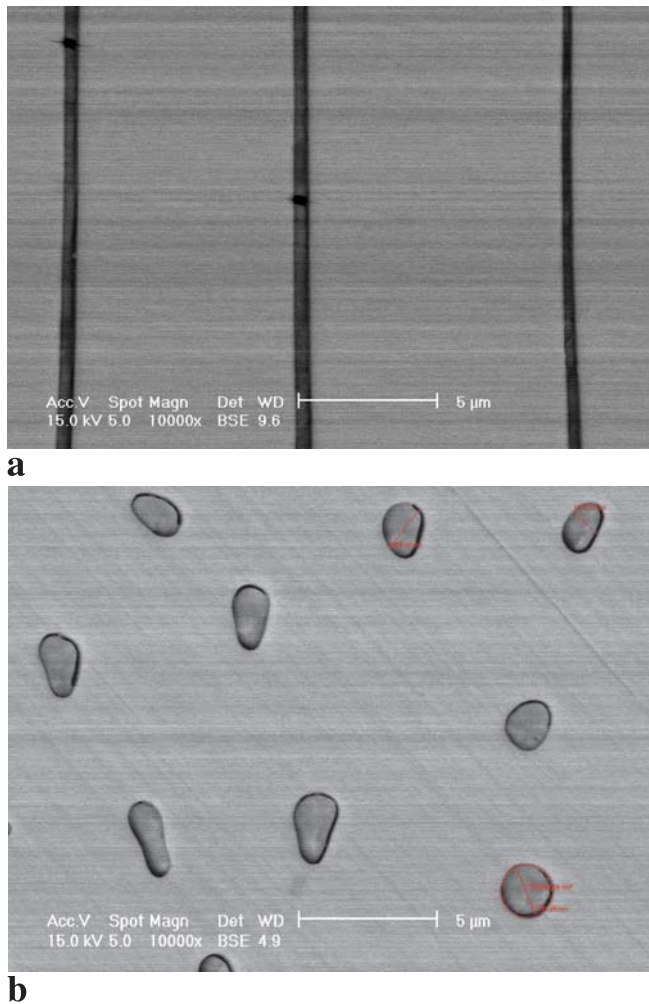 Acc.V Spot Magn Det WD 5 µm
15.0 kV 5.0 10000x BSE 9.6
a
Acc.V Spot Magn Det WD 5 µm
15.0 kV 5.0 10000x BSE 4.9
b